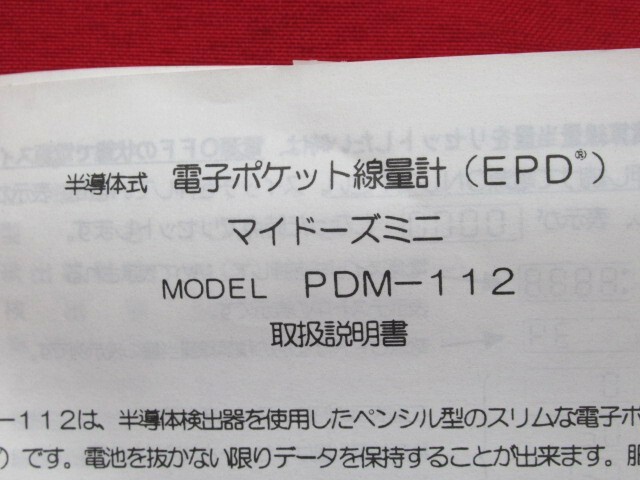 半導体式 電子ポケット線量計（EPD®）
マイドーズミニ
MODEL PDM－112
取扱説明書
－112は、半導体検出器を使用したペンシル型のスリムな電子ポ
）です。電池を抜かない限りデータを保持することが出来ます。服